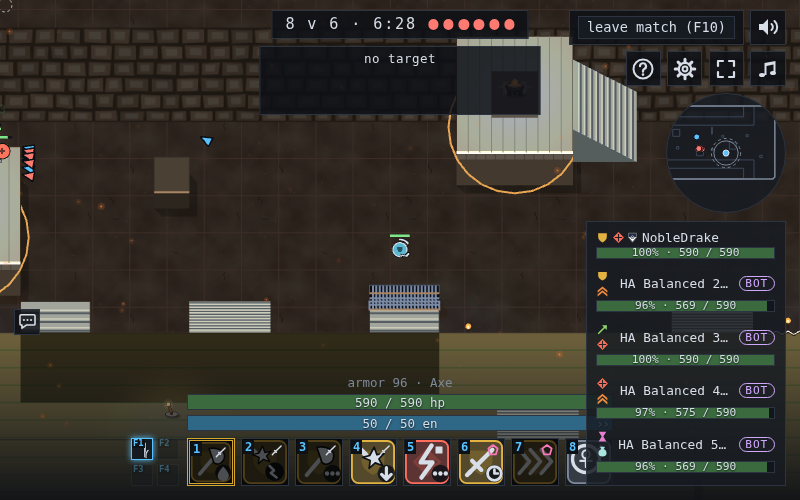 8 v 6 · 6:28
leave match (F10)
no target
NobleDrake
100% · 590 / 590
HA Balanced 2… BOT
96% · 569 / 590
HA Balanced 3… BOT
100% · 590 / 590
HA Balanced 4… BOT
97% · 575 / 590
HA Balanced 5… BOT
96% · 569 / 590
armor 96 · Axe
590 / 590 hp
50 / 50 en
F1 F2
F3 F4
1 2 3 4 5 6 7 8